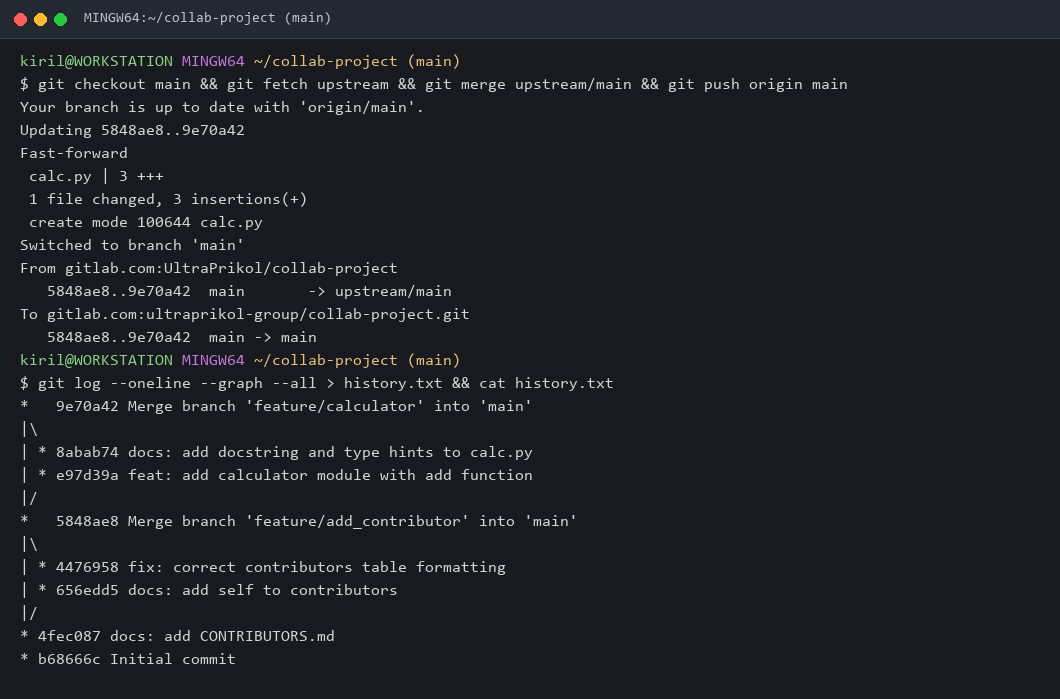 MINGW64:~/collab-project (main)
kiril@WORKSTATION MINGW64 ~/collab-project (main)
$ git checkout main && git fetch upstream && git merge upstream/main && git push origin main
Your branch is up to date with 'origin/main'.
Updating 5848ae8..9e70a42
Fast-forward
 calc.py | 3 +++
 1 file changed, 3 insertions(+)
 create mode 100644 calc.py
Switched to branch 'main'
From gitlab.com:UltraPrikol/collab-project
   5848ae8..9e70a42  main       -> upstream/main
To gitlab.com:ultraprikol-group/collab-project.git
   5848ae8..9e70a42  main -> main
kiril@WORKSTATION MINGW64 ~/collab-project (main)
$ git log --oneline --graph --all > history.txt && cat history.txt
*   9e70a42 Merge branch 'feature/calculator' into 'main'
|\
| * 8abab74 docs: add docstring and type hints to calc.py
| * e97d39a feat: add calculator module with add function
|/
*   5848ae8 Merge branch 'feature/add_contributor' into 'main'
|\
| * 4476958 fix: correct contributors table formatting
| * 656edd5 docs: add self to contributors
|/
* 4fec087 docs: add CONTRIBUTORS.md
* b68666c Initial commit